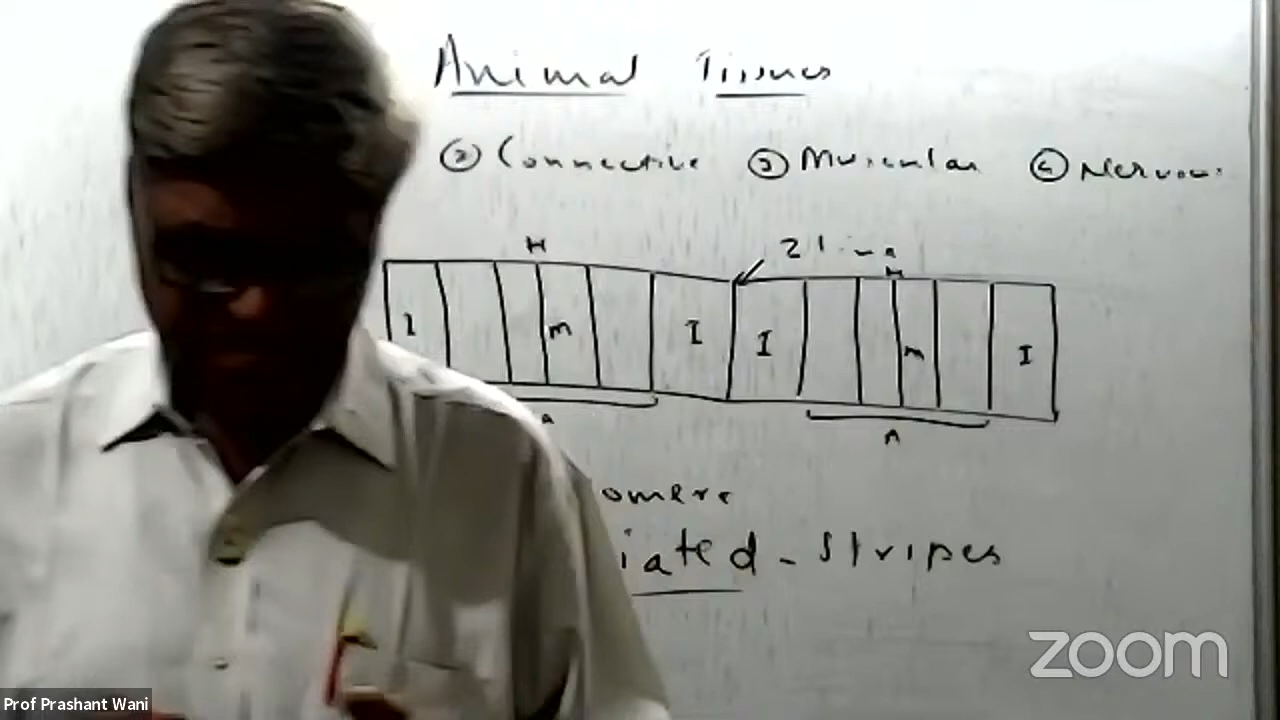 Animal Tissues
② Connective ③ Muscular ④ Nervous
H Z line
H
I m I I m I
A A
omere
iated - Stripes
zoom
Prof Prashant Wani